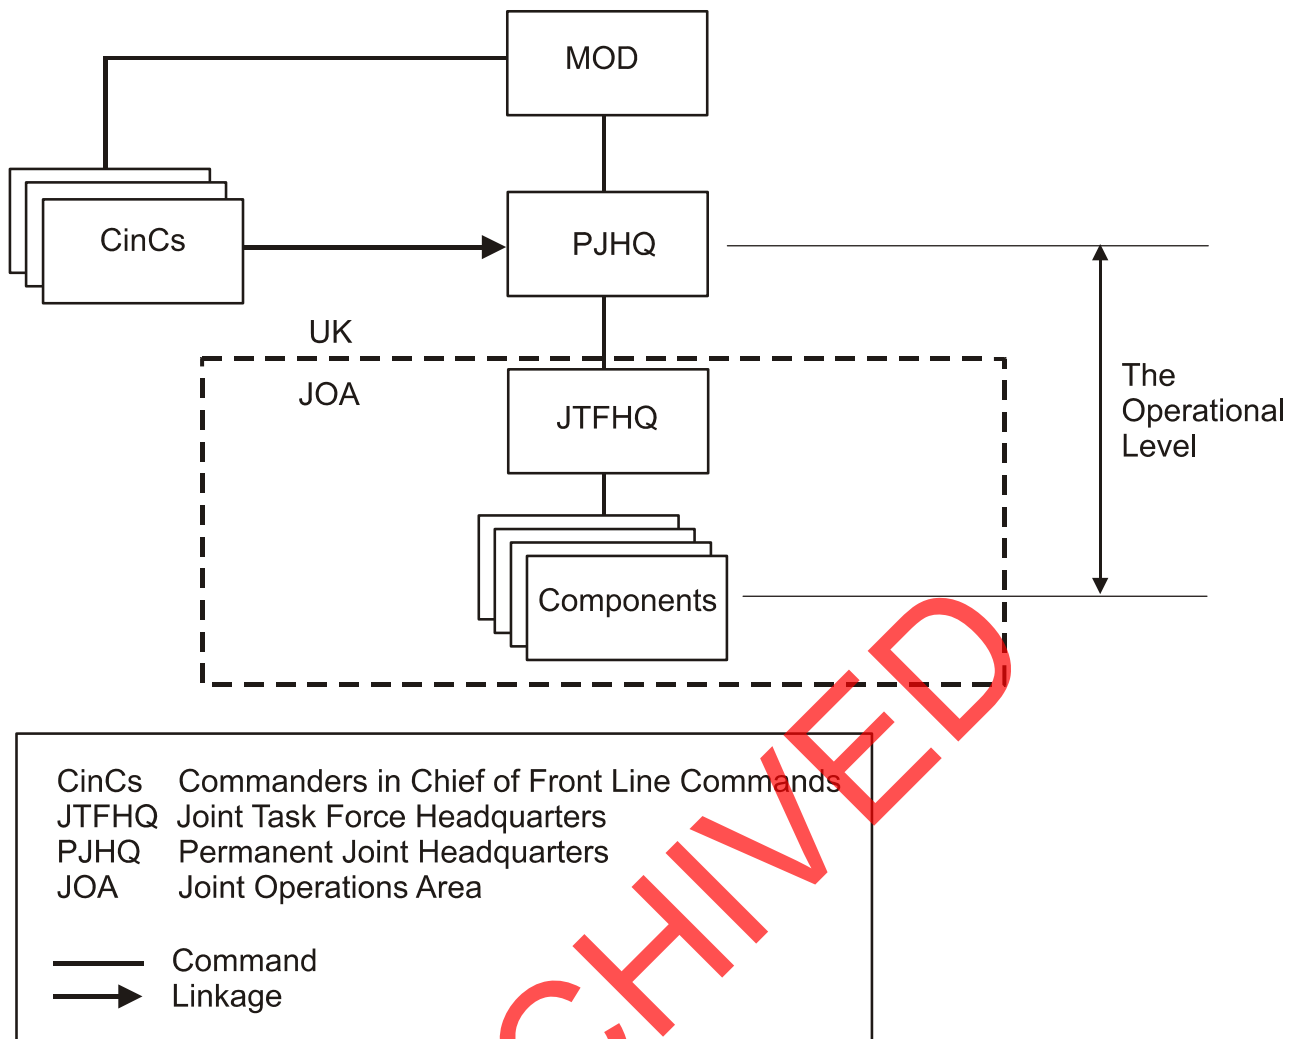 MOD
CinCs
PJHQ
UK
JOA
JTFHQ
The
Operational
Level
Components
CinCs Commanders in Chief of Front Line Commands
JTFHQ Joint Task Force Headquarters
PJHQ Permanent Joint Headquarters
JOA Joint Operations Area
Command
Linkage
CHIVED